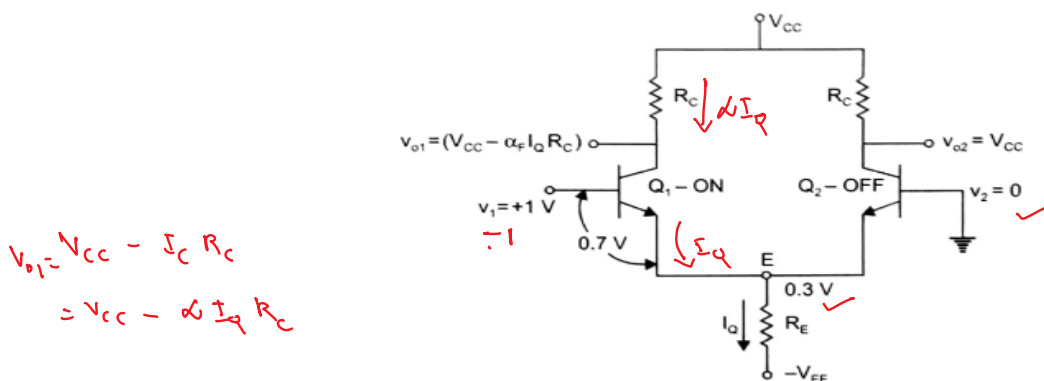 V_CC
R_C
αI_Q
R_C
v_o1=(V_CC – α_F I_Q R_C)
v_o2 = V_CC
Q_1 – ON
Q_2 – OFF
v_1=+1 V
v_2 = 0
-1
0.7 V
I_Q
V_01 = V_CC - I_C R_C
= V_CC - α I_Q R_C
E
0.3 V
I_Q
R_E
–V_EE